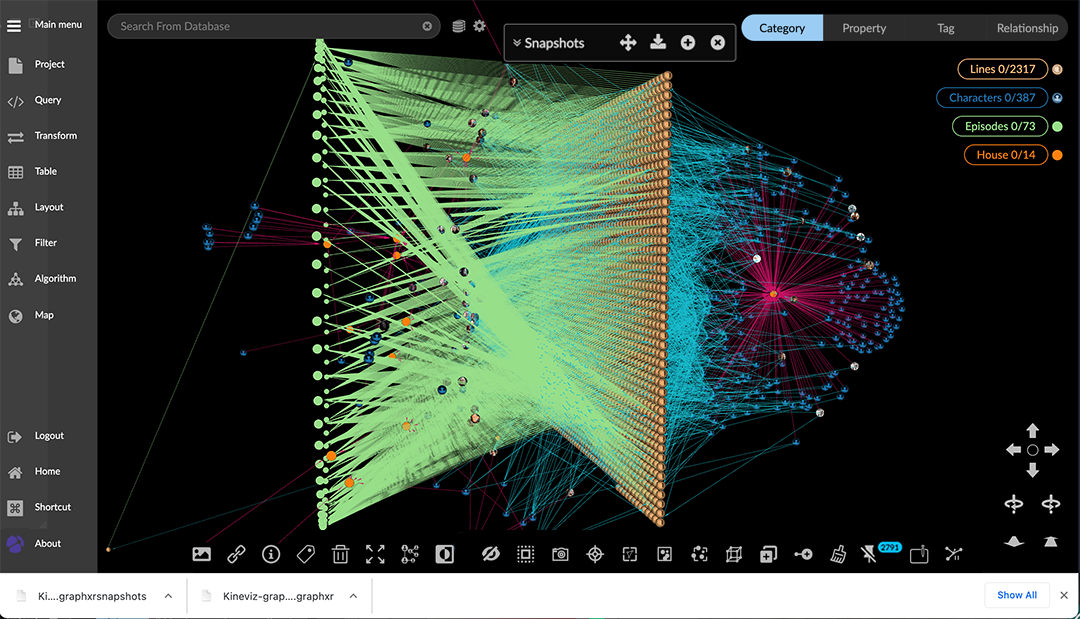 Main menu
Search From Database
Snapshots
Category
Property
Tag
Relationship
Project
Query
Transform
Table
Layout
Filter
Algorithm
Map
Lines 0/2317
Characters 0/387
Episodes 0/73
House 0/14
Logout
Home
Shortcut
About
2791
Ki....graphxrsnapshots
Kineviz-grap....graphxr
Show All